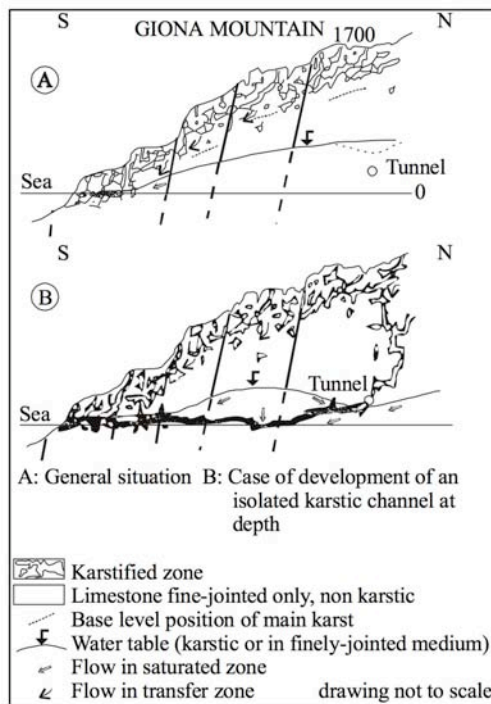 S GIONA MOUNTAIN N
1700
A
Sea
Tunnel
0
S N
B
Tunnel
Sea
A: General situation B: Case of development of an
isolated karstic channel at
depth
Karstified zone
Limestone fine-jointed only, non karstic
Base level position of main karst
Water table (karstic or in finely-jointed medium)
Flow in saturated zone
Flow in transfer zone drawing not to scale